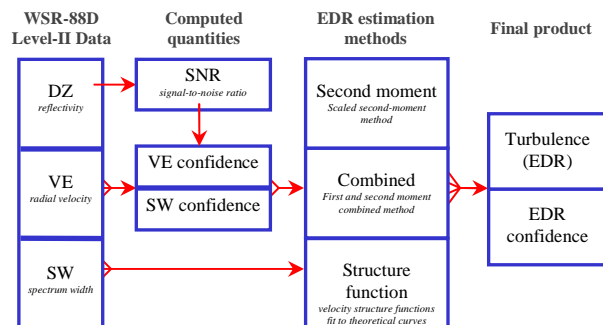 WSR-88D
Level-II Data
DZ
reflectivity
VE
radial velocity
SW
spectrum width
Computed
quantities
SNR
signal-to-noise ratio
VE confidence
SW confidence
EDR estimation
methods
Second moment
Scaled second-moment
method
Combined
First and second moment
combined method
Structure
function
velocity structure functions
fit to theoretical curves
Final product
Turbulence
(EDR)
EDR
confidence